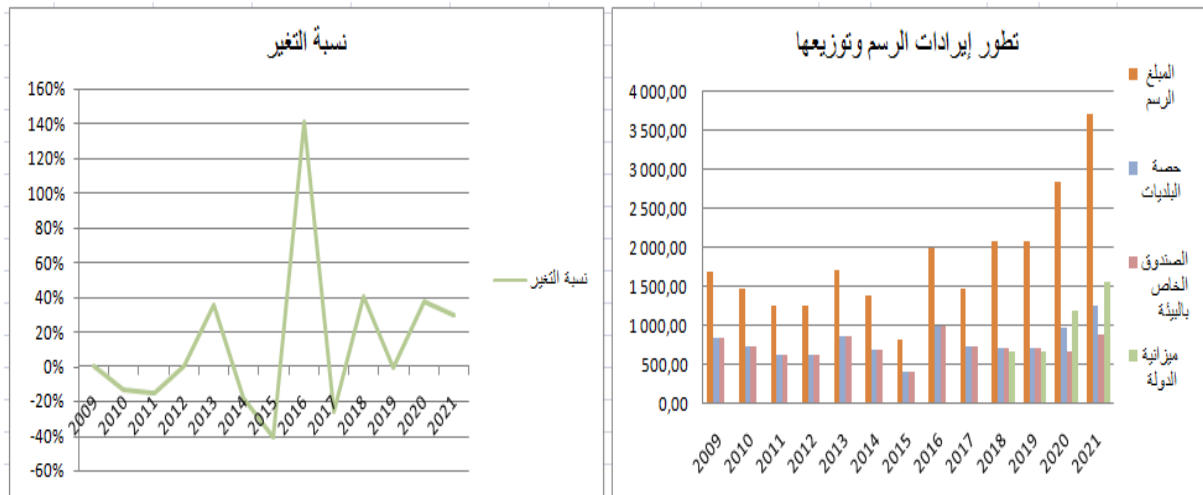 نسبة التغير
160%
140%
120%
100%
80%
60%
40%
20%
0%
-20%
-40%
-60%
2009 2010 2011 2012 2013 2014 2015 2016 2017 2018 2019 2020 2021
نسبة التغير
تطور إيرادات الرسم وتوزيعها
4 000,00
3 500,00
3 000,00
2 500,00
2 000,00
1 500,00
1 000,00
500,00
0,00
2009 2010 2011 2012 2013 2014 2015 2016 2017 2018 2019 2020 2021
المبلغ
الرسم
حصة
البلديات
الصندوق
الخاص
بالبيئة
ميزانية
الدولة